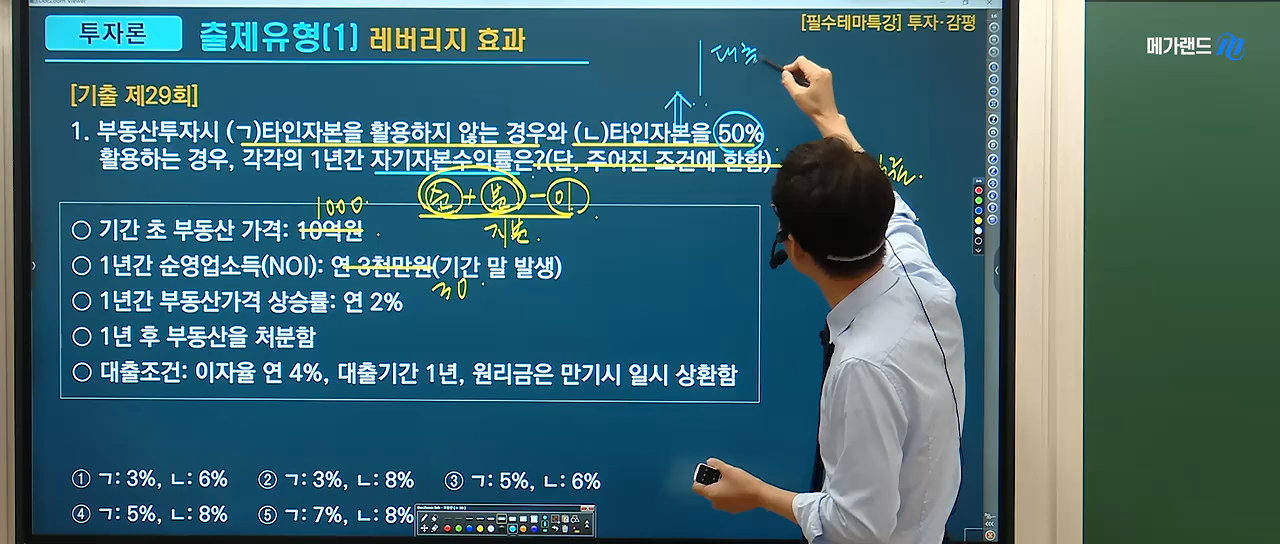 투자론 출제유형(1) 레버리지 효과
[필수테마특강] 투자·감평
메가랜드
대출
[기출 제29회]
1. 부동산투자시 (ㄱ)타인자본을 활용하지 않는 경우와 (ㄴ)타인자본을 50%
활용하는 경우, 각각의 1년간 자기자본수익률은?(단, 주어진 조건에 한함)
순+본-이
지분
1000
○ 기간 초 부동산 가격: 10억원
○ 1년간 순영업소득(NOI): 연 3천만원(기간 말 발생)
30
○ 1년간 부동산가격 상승률: 연 2%
○ 1년 후 부동산을 처분함
○ 대출조건: 이자율 연 4%, 대출기간 1년, 원리금은 만기시 일시 상환함
① ㄱ: 3%, ㄴ: 6% ② ㄱ: 3%, ㄴ: 8% ③ ㄱ: 5%, ㄴ: 6%
④ ㄱ: 5%, ㄴ: 8% ⑤ ㄱ: 7%, ㄴ: 8%